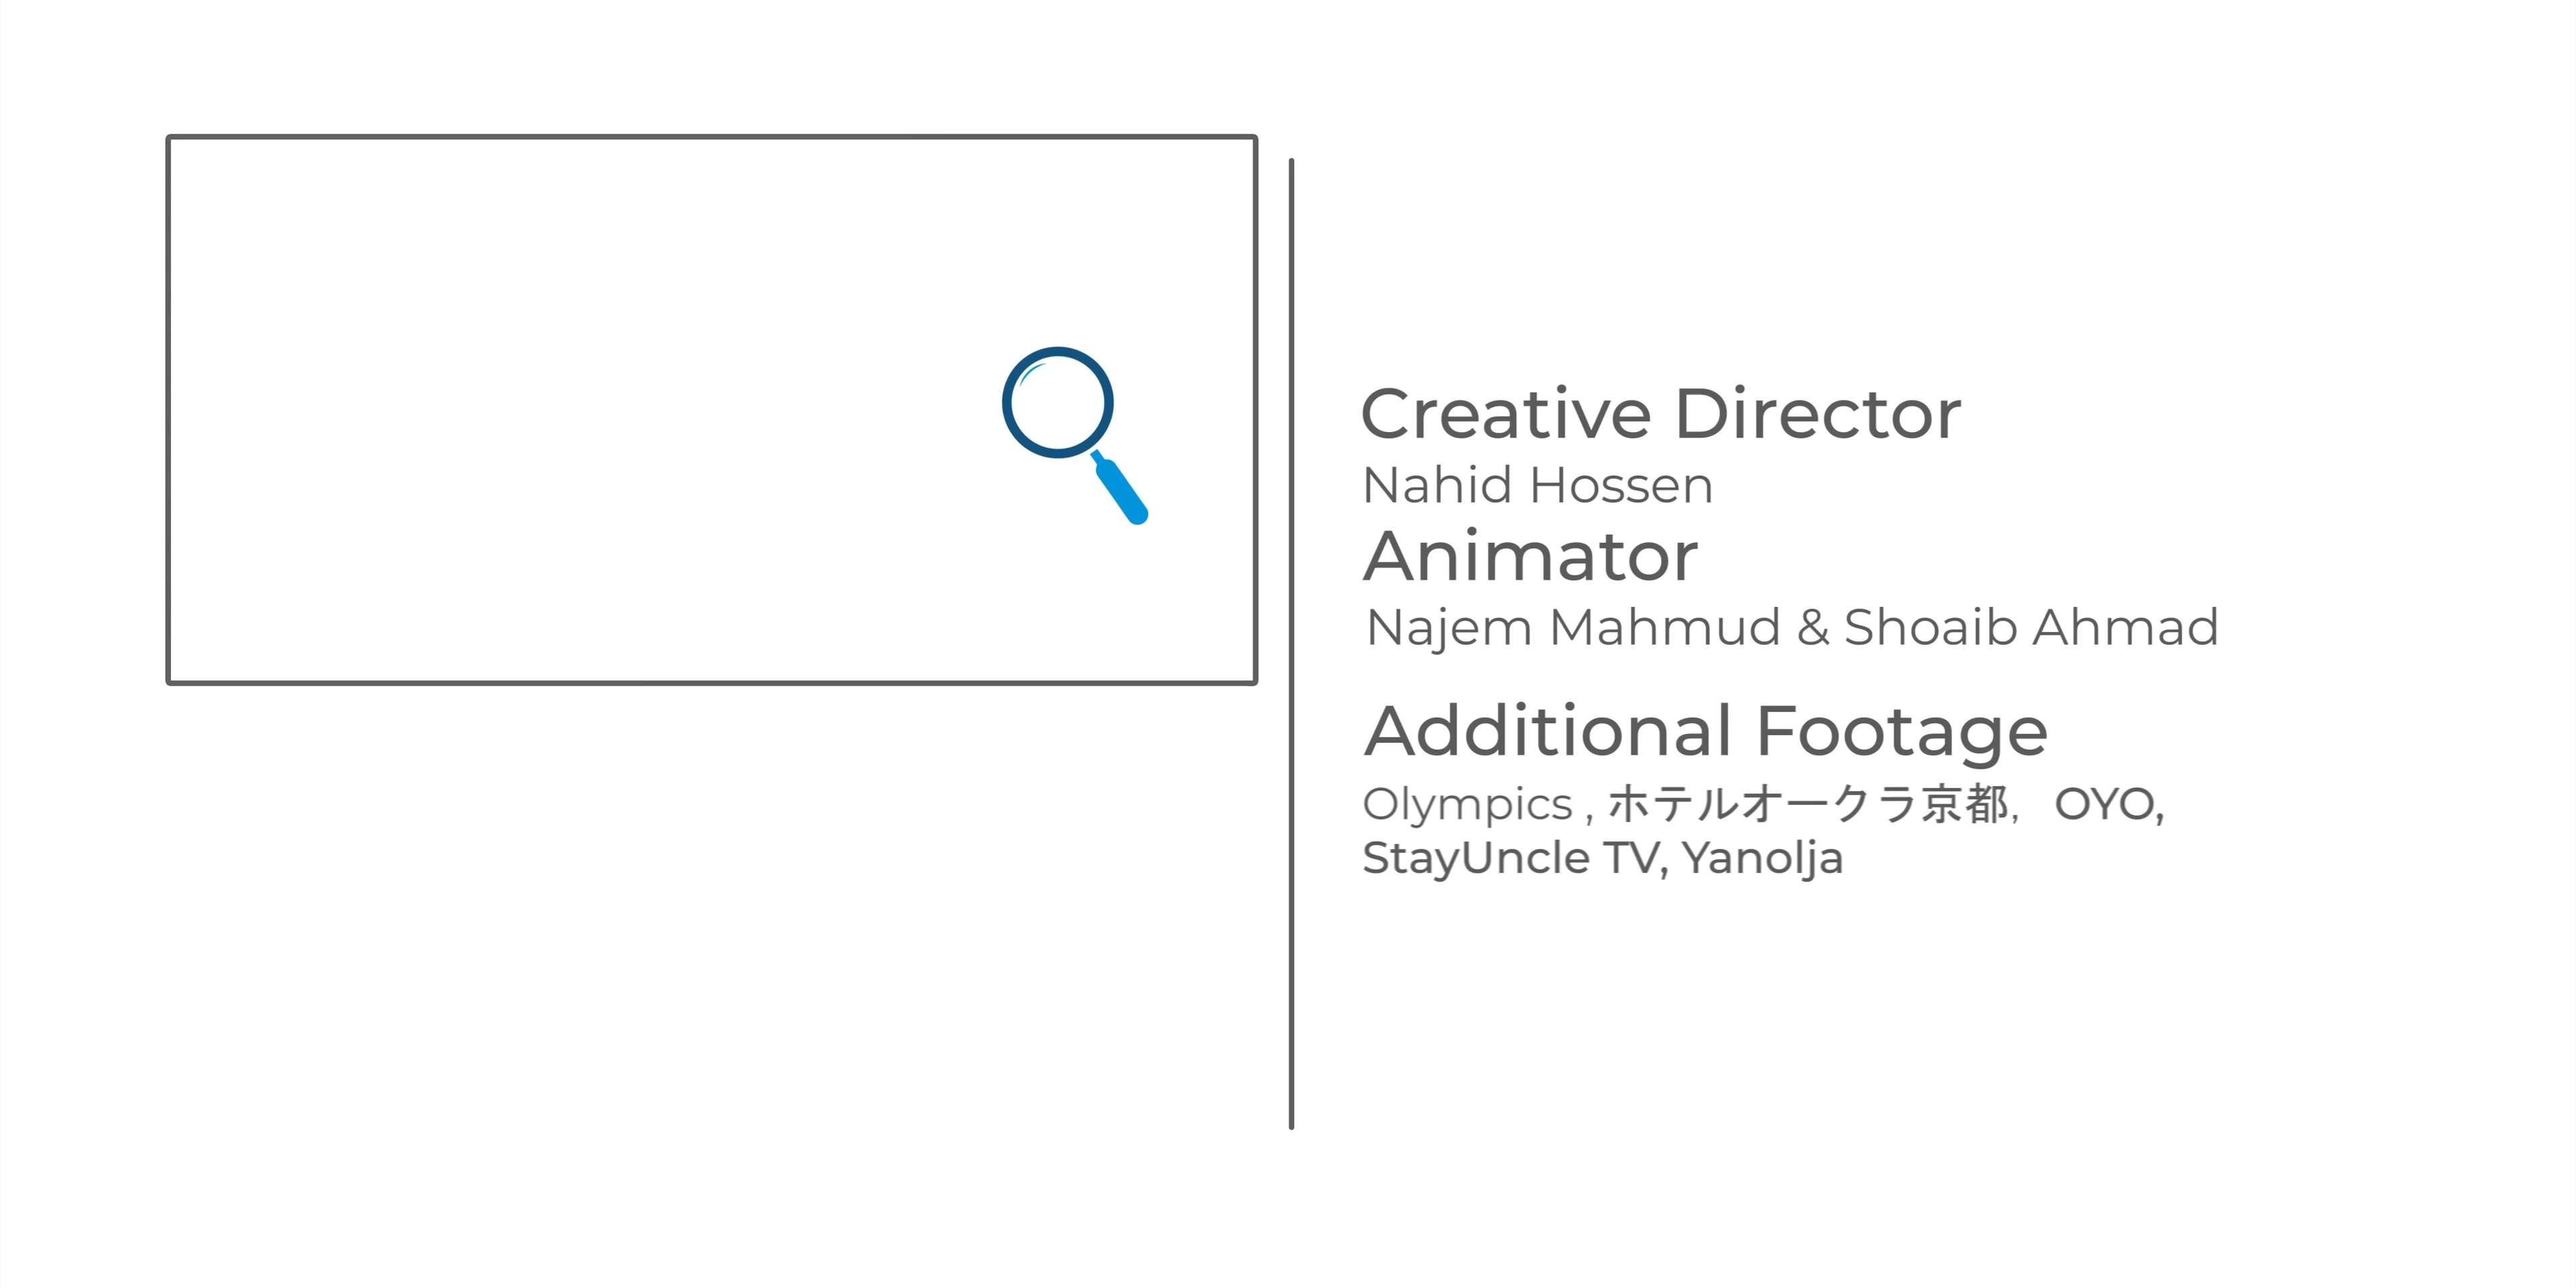 Creative Director
Nahid Hossen
Animator
Najem Mahmud & Shoaib Ahmad
Additional Footage
Olympics , ホテルオークラ京都,   OYO,
StayUncle TV, Yanolja